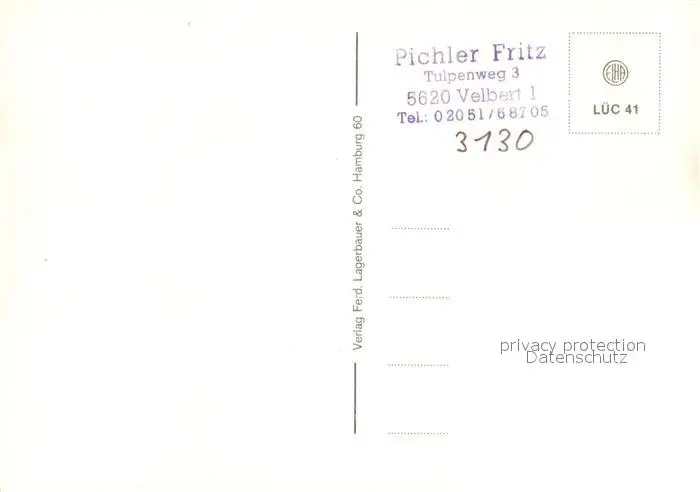 Pichler Fritz
Tulpenweg 3
5620 Velbert 1
Tel.: 02051/68705
3130
LÜC 41
Verlag Ferd. Lagerbauer & Co. Hamburg 60
privacy protection
Datenschutz